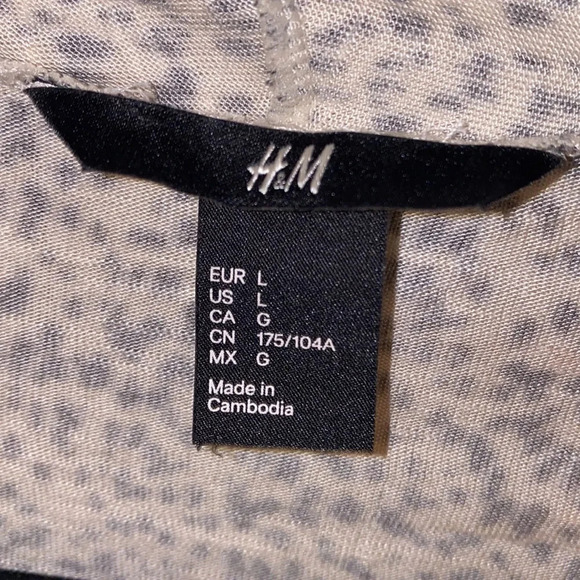 H&M
EUR L
US L
CA G
CN 175/104A
MX G
Made in
Cambodia